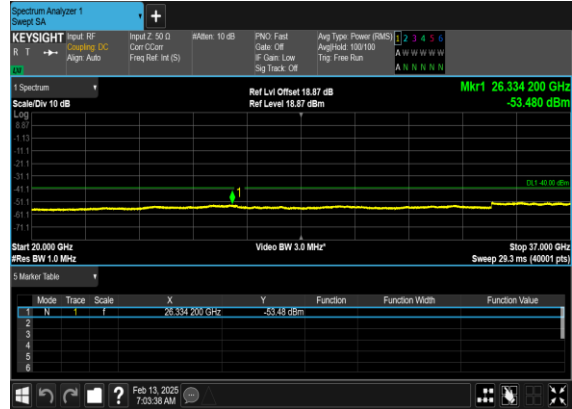 Spectrum Analyzer 1
Swept SA
+
KEYSIGHT Input: RF Input Z: 50 Ω #Atten: 10 dB PNO: Fast Avg Type: Power (RMS) 1 2 3 4 5 6
R T Coupling: DC Corr CCorr Gate: Off Avg|Hold: 100/100 A W W W W W
Align: Auto Freq Ref: Int (S) IF Gain: Low Trig: Free Run
LW Sig Track: Off A N N N N N
1 Spectrum Ref Lvl Offset 18.87 dB Mkr1 26.334 200 GHz
Scale/Div 10 dB Ref Level 18.87 dBm -53.480 dBm
Log
8.87
-1.13
-11.1
-21.1
-31.1
DL1 -40.00 dBm
-41.1
1
-51.1
-61.1
-71.1
Start 20.000 GHz Video BW 3.0 MHz* Stop 37.000 GHz
#Res BW 1.0 MHz Sweep 29.3 ms (40001 pts)
5 Marker Table
Mode Trace Scale X Y Function Function Width Function Value
1 N 1 f 26.334 200 GHz -53.48 dBm
2
3
4
5
6
? Feb 13, 2025
7:03:38 AM